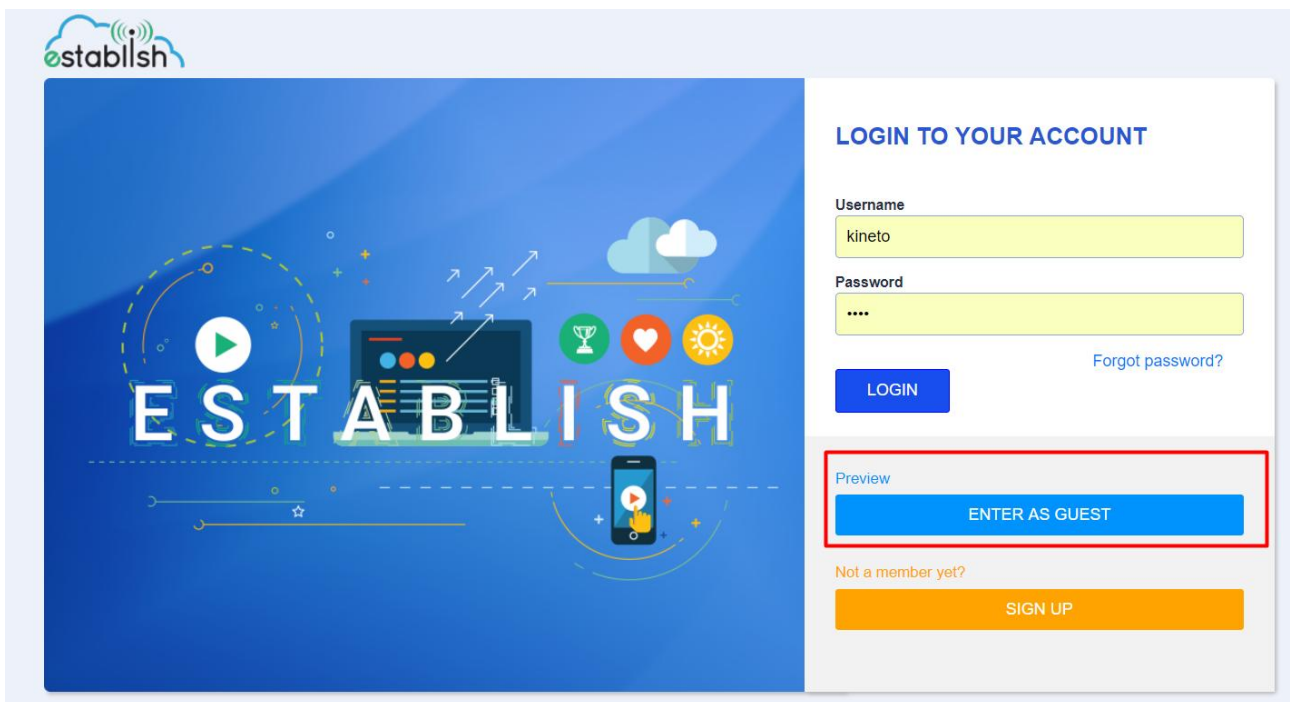 establish
LOGIN TO YOUR ACCOUNT
Username
kineto
Password
••••
Forgot password?
LOGIN
ESTABLISH
Preview
ENTER AS GUEST
Not a member yet?
SIGN UP